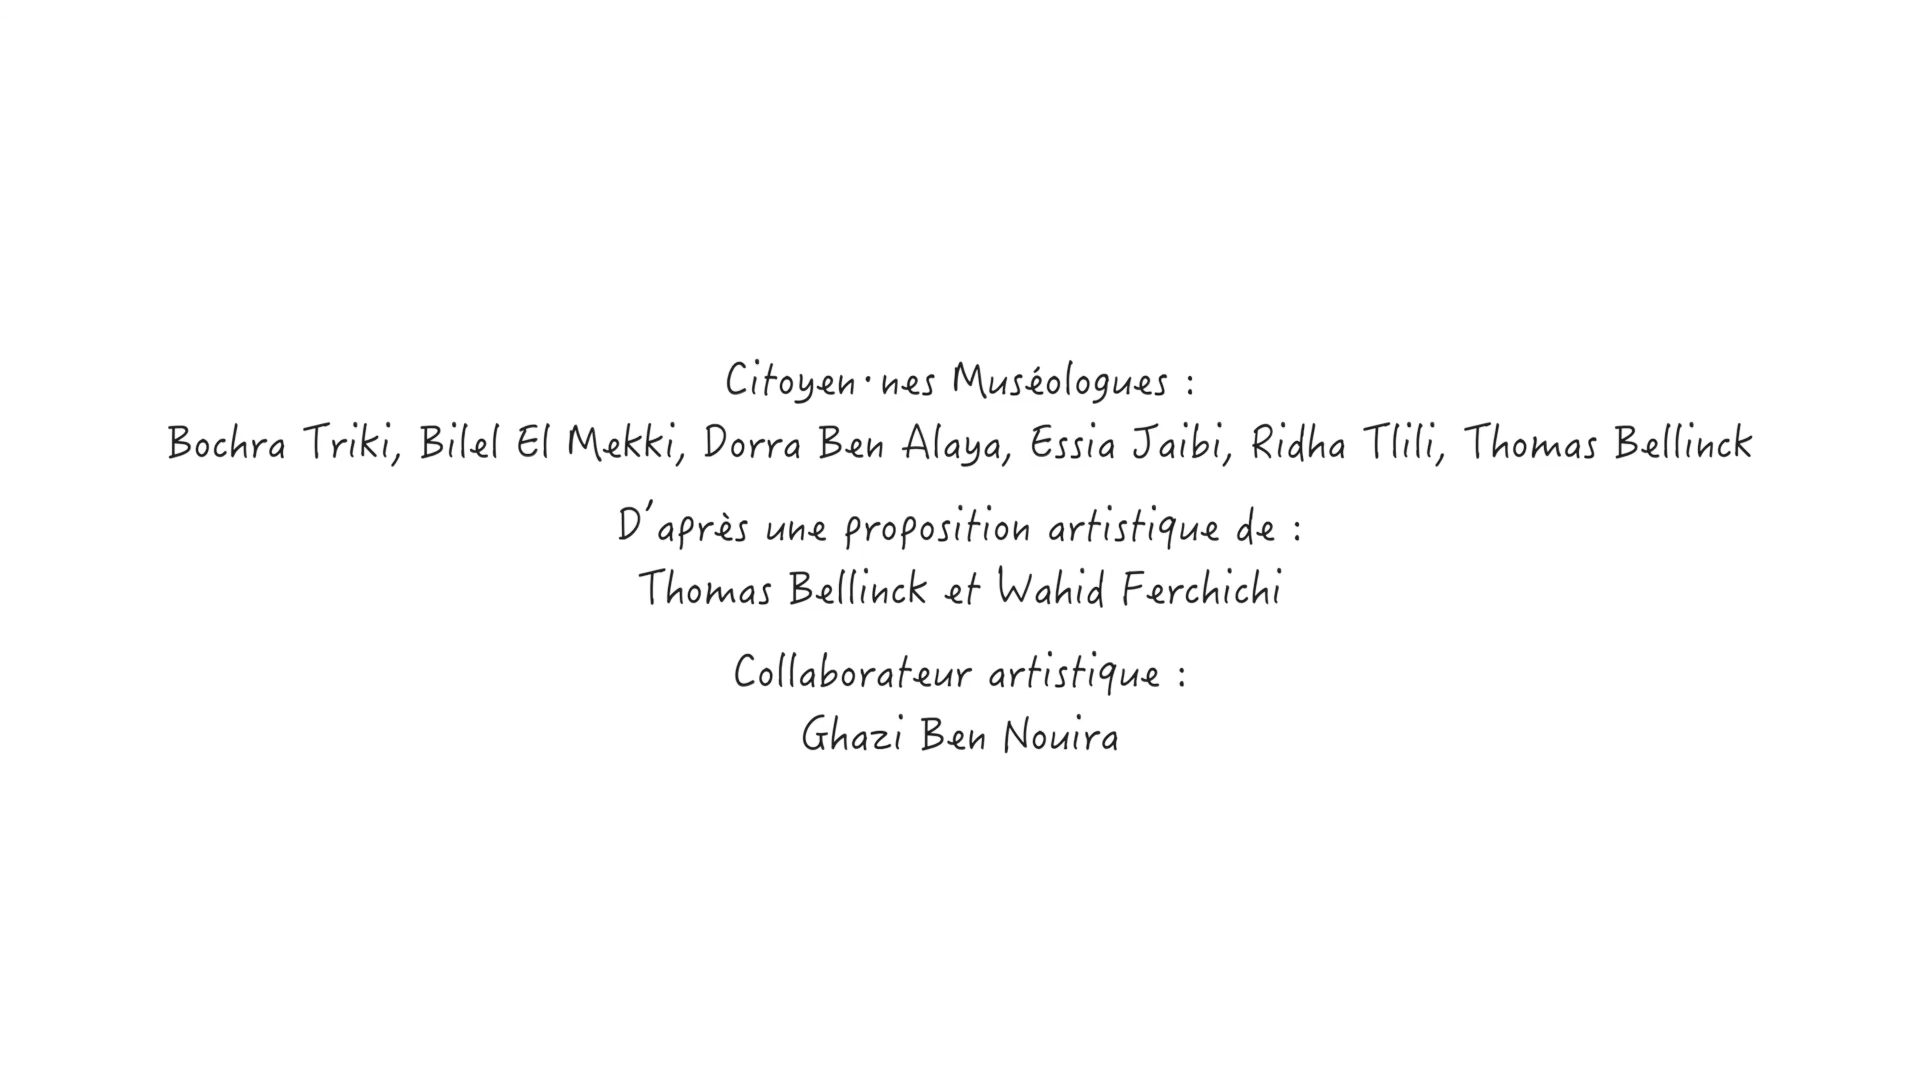 Citoyen·nes Muséologues :
Bochra Triki, Bilel El Mekki, Dorra Ben Alaya, Essia Jaibi, Ridha Tlili, Thomas Bellinck
D'après une proposition artistique de :
Thomas Bellinck et Wahid Ferchichi
Collaborateur artistique :
Ghazi Ben Nouira